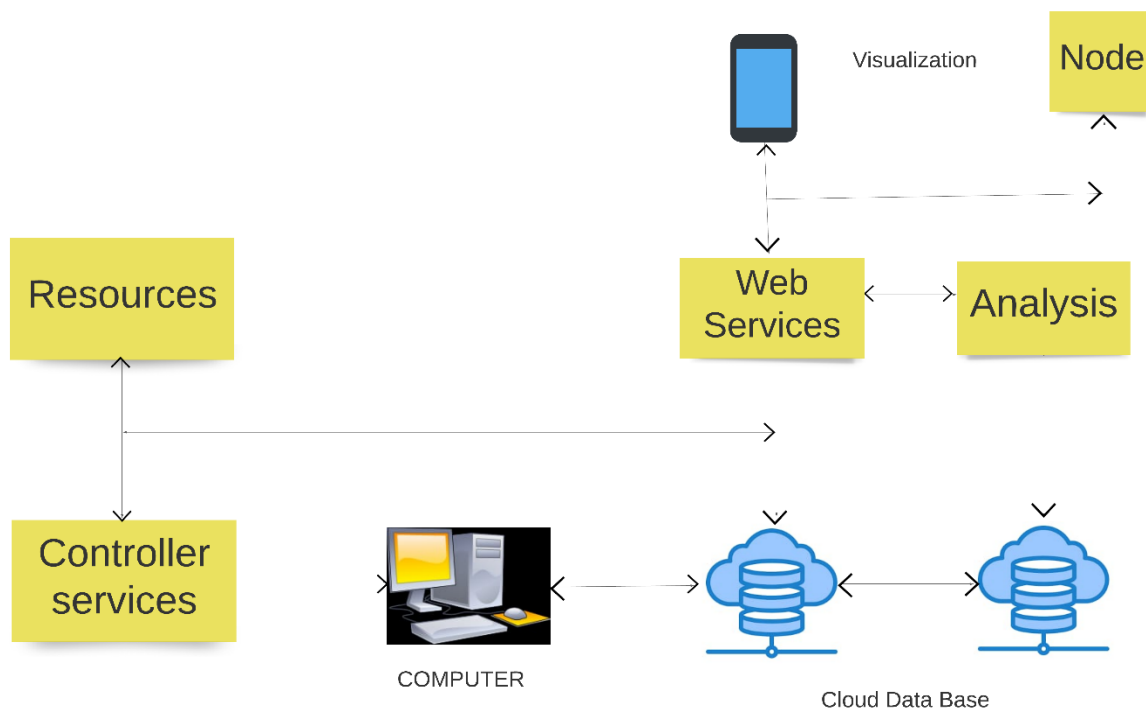 Visualization
Node
Resources
Web
Services
Analysis
Controller
services
COMPUTER
Cloud Data Base